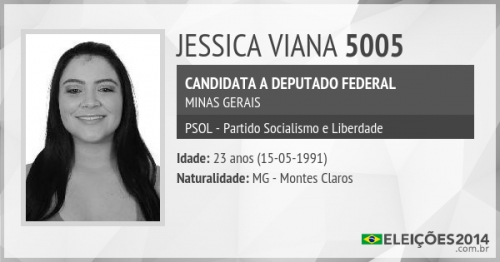 JESSICA VIANA 5005
CANDIDATA A DEPUTADO FEDERAL
MINAS GERAIS
PSOL - Partido Socialismo e Liberdade
Idade: 23 anos (15-05-1991)
Naturalidade: MG - Montes Claros
ELEIÇÕES2014
.com.br